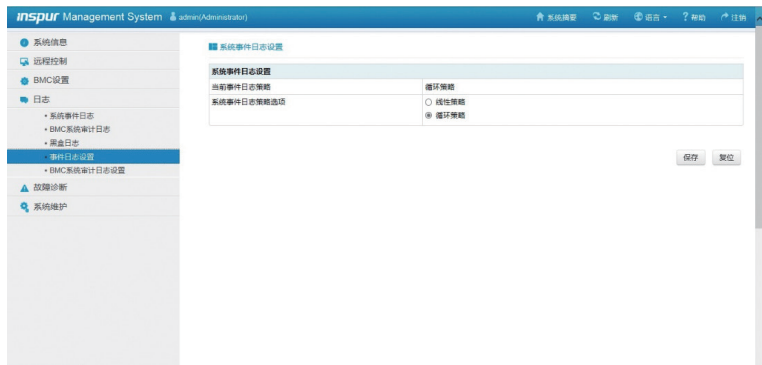 Inspur Management System admin(Administrator) 系统摘要 刷新 语言 ? 帮助 注销
系统信息
远程控制
BMC设置
日志
• 系统事件日志
• BMC系统审计日志
• 黑盒日志
• 事件日志设置
• BMC系统审计日志设置
故障诊断
系统维护
系统事件日志设置
系统事件日志设置
当前事件日志策略 循环策略
系统事件日志策略选项 线性策略
循环策略
保存 复位